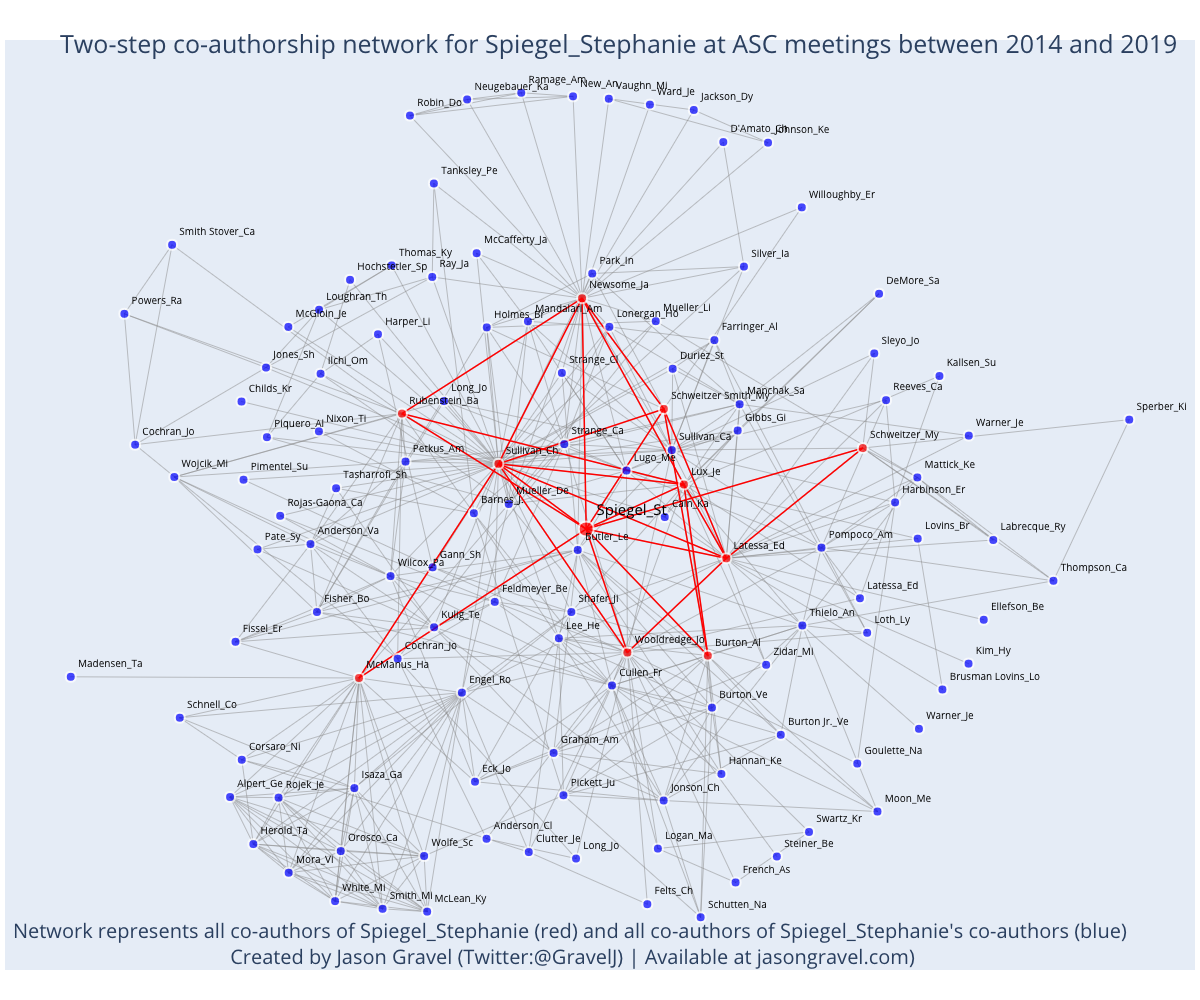 Two-step co-authorship network for Spiegel_Stephanie at ASC meetings between 2014 and 2019
Ramage_Am
Neugebauer_Ka
New_An
Vaughn_Mi
Ward_Je
Jackson_Dy
Robin_Do
D'Amato_Ch
Johnson_Ke
Tanksley_Pe
Willoughby_Er
Smith Stover_Ca
McCafferty_Ja
Thomas_Ky
Silver_Ia
Park_In
Hochstetler_Sp
Ray_Ja
DeMore_Sa
Newsome_Ja
Loughran_Th
Powers_Ra
McGloin_Je
Holmes_Br
Mandalari_Am
Lonergan_Ho
Mueller_Li
Harper_Li
Farringer_Al
Sleyo_Jo
Jones_Sh
Ilchi_Om
Strange_Cl
Duriez_St
Kallsen_Su
Childs_Kr
Long_Jo
Rubenstein_Ba
Schweitzer Smith_My
Manchak_Sa
Reeves_Ca
Sperber_Ki
Piquero_Al
Nixon_Ti
Gibbs_Gi
Warner_Je
Cochran_Jo
Strange_Ca
Sullivan_Ca
Schweitzer_My
Petkus_Am
Sullivan_Ch
Wojcik_Mi
Pimentel_Su
Tasharrofi_Sh
Lugo_Me
Lux_Je
Mattick_Ke
Mueller_De
Harbinson_Er
Rojas-Gaona_Ca
Barnes_J.
Cain_Ka
Spiegel_St
Anderson_Va
Pate_Sy
Butler_Le
Latessa_Ed
Pompoco_Am
Lovins_Br
Labrecque_Ry
Gann_Sh
Wilcox_Pa
Thompson_Ca
Feldmeyer_Be
Latessa_Ed
Fisher_Bo
Shafer_Ji
Ellefson_Be
Kulig_Te
Thielo_An
Loth_Ly
Fissel_Er
Lee_He
Wooldredge_Jo
Burton_Al
Cochran_Jo
Zidar_Mi
Kim_Hy
Madensen_Ta
McManus_Ha
Cullen_Fr
Engel_Ro
Brusman Lovins_Lo
Schnell_Co
Burton_Ve
Burton Jr._Ve
Warner_Je
Corsaro_Ni
Graham_Am
Goulette_Na
Hannan_Ke
Isaza_Ga
Eck_Jo
Alpert_Ge
Rojek_Je
Pickett_Ju
Jonson_Ch
Moon_Me
Herold_Ta
Orosco_Ca
Wolfe_Sc
Anderson_Cl
Clutter_Je
Long_Jo
Logan_Ma
Swartz_Kr
Steiner_Be
Mora_Vi
French_As
White_Mi
Smith_Mi
McLean_Ky
Felts_Ch
Schutten_Na
Network represents all co-authors of Spiegel_Stephanie (red) and all co-authors of Spiegel_Stephanie's co-authors (blue)
Created by Jason Gravel (Twitter:@GravelJ) | Available at jasongravel.com)